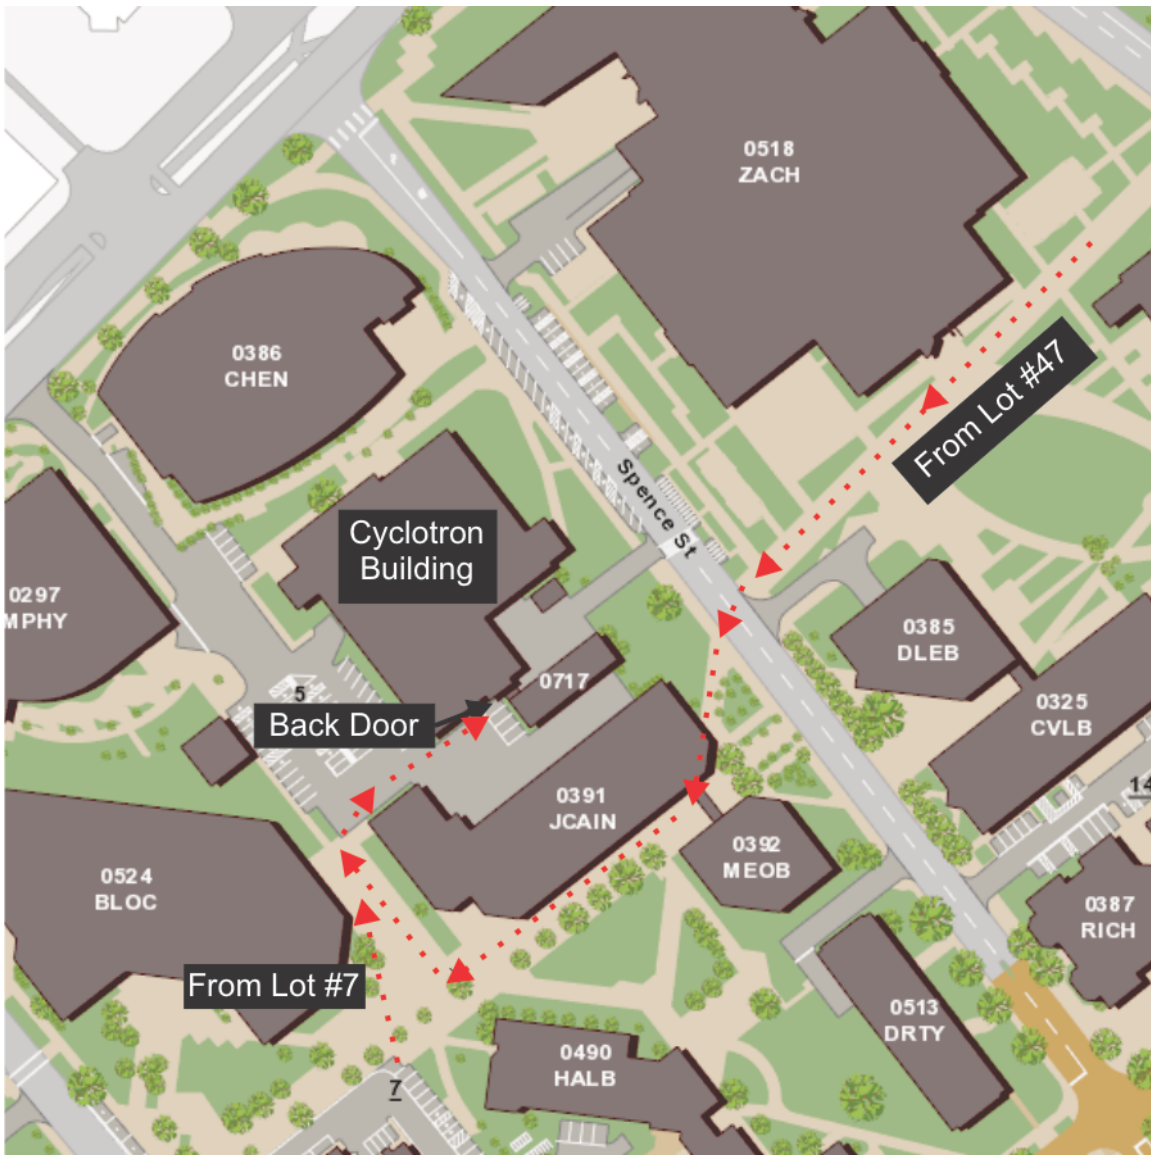 0518
ZACH
0386
CHEN
From Lot #47
Spence St
Cyclotron
Building
0297
MPHY
0385
DLEB
0717
5
Back Door
0325
CVLB
14
0391
JCAIN
0392
MEOB
0524
BLOC
0387
RICH
From Lot #7
0513
DRTY
0490
HALB
7